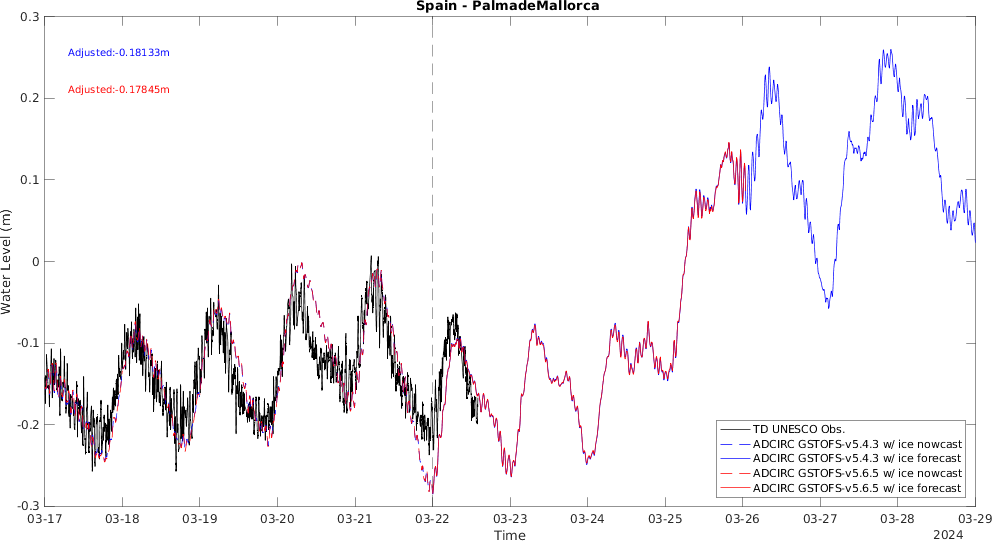 Spain - PalmadeMallorca
Adjusted:-0.18133m
Adjusted:-0.17845m
Water Level (m)
0.3
0.2
0.1
0
-0.1
-0.2
-0.3
03-17
03-18
03-19
03-20
03-21
03-22
03-23
03-24
03-25
03-26
03-27
03-28
03-29
Time
2024
TD UNESCO Obs.
ADCIRC GSTOFS-v5.4.3 w/ ice nowcast
ADCIRC GSTOFS-v5.4.3 w/ ice forecast
ADCIRC GSTOFS-v5.6.5 w/ ice nowcast
ADCIRC GSTOFS-v5.6.5 w/ ice forecast